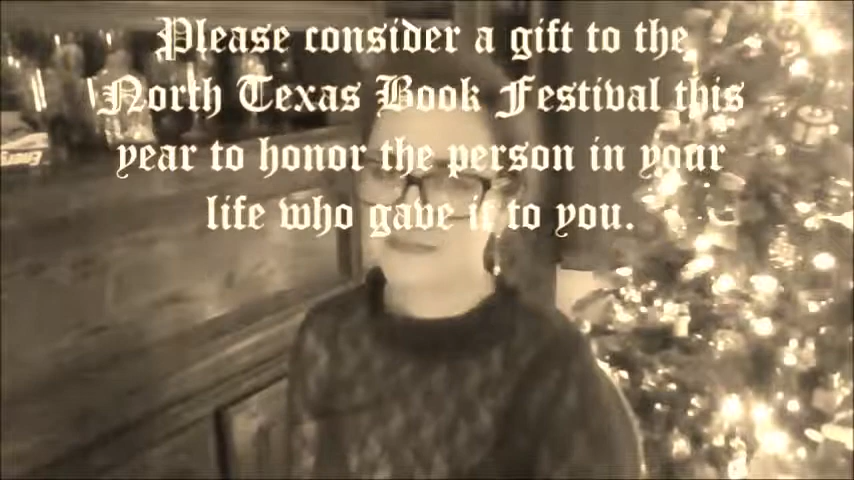 Please consider a gift to the
North Texas Book Festival this
year to honor the person in your
life who gave it to you.